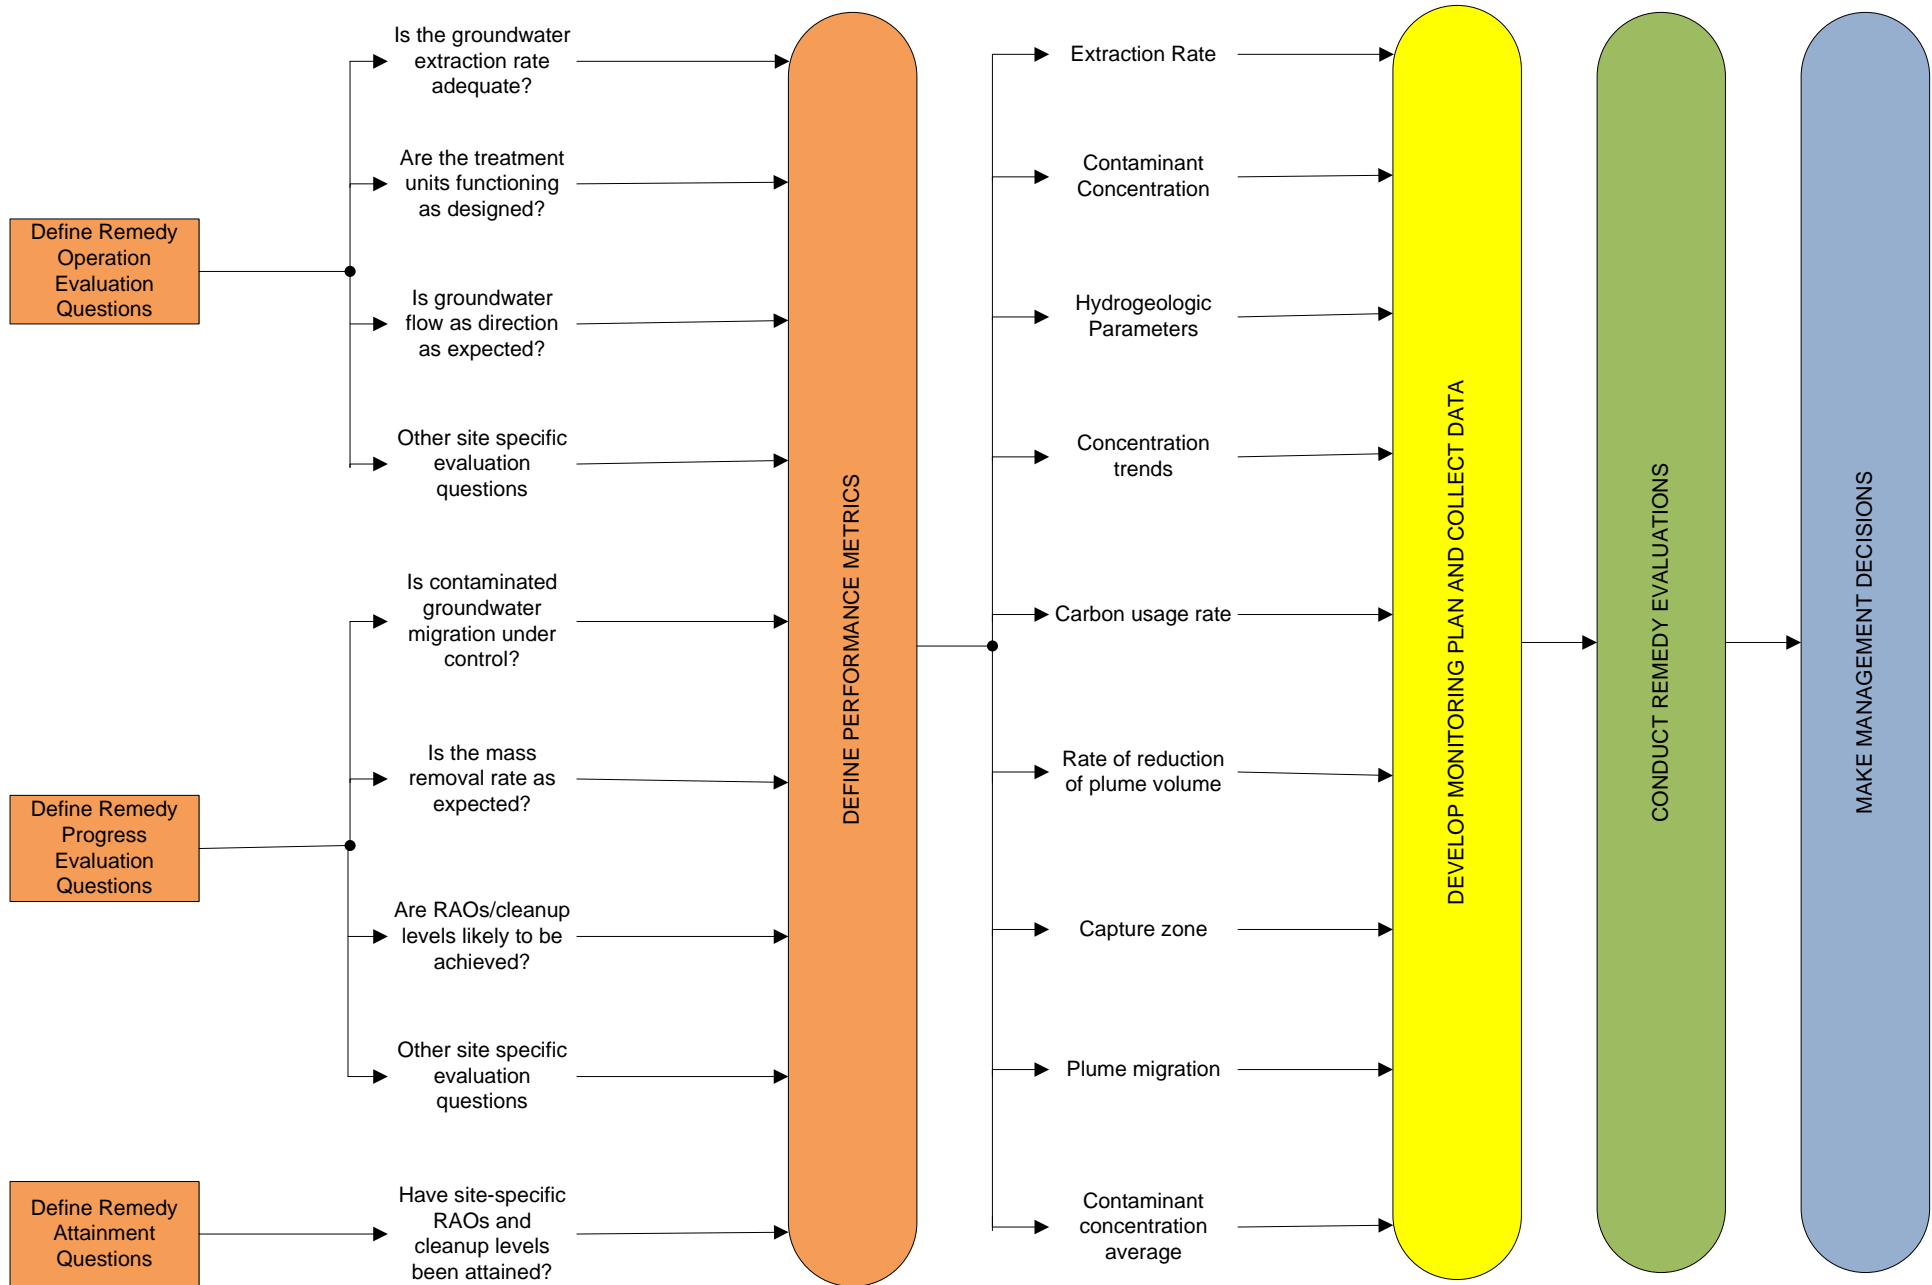 Define Remedy
Operation
Evaluation
Questions
Is the groundwater
extraction rate
adequate?
Are the treatment
units functioning
as designed?
Is groundwater
flow as direction
as expected?
Other site specific
evaluation
questions
Define Remedy
Progress
Evaluation
Questions
Is contaminated
groundwater
migration under
control?
Is the mass
removal rate as
expected?
Are RAOs/cleanup
levels likely to be
achieved?
Other site specific
evaluation
questions
Define Remedy
Attainment
Questions
Have site-specific
RAOs and
cleanup levels
been attained?
DEFINE PERFORMANCE METRICS
Extraction Rate
Contaminant
Concentration
Hydrogeologic
Parameters
Concentration
trends
Carbon usage rate
Rate of reduction
of plume volume
Capture zone
Plume migration
Contaminant
concentration
average
DEVELOP MONITORING PLAN AND COLLECT DATA
CONDUCT REMEDY EVALUATIONS
MAKE MANAGEMENT DECISIONS